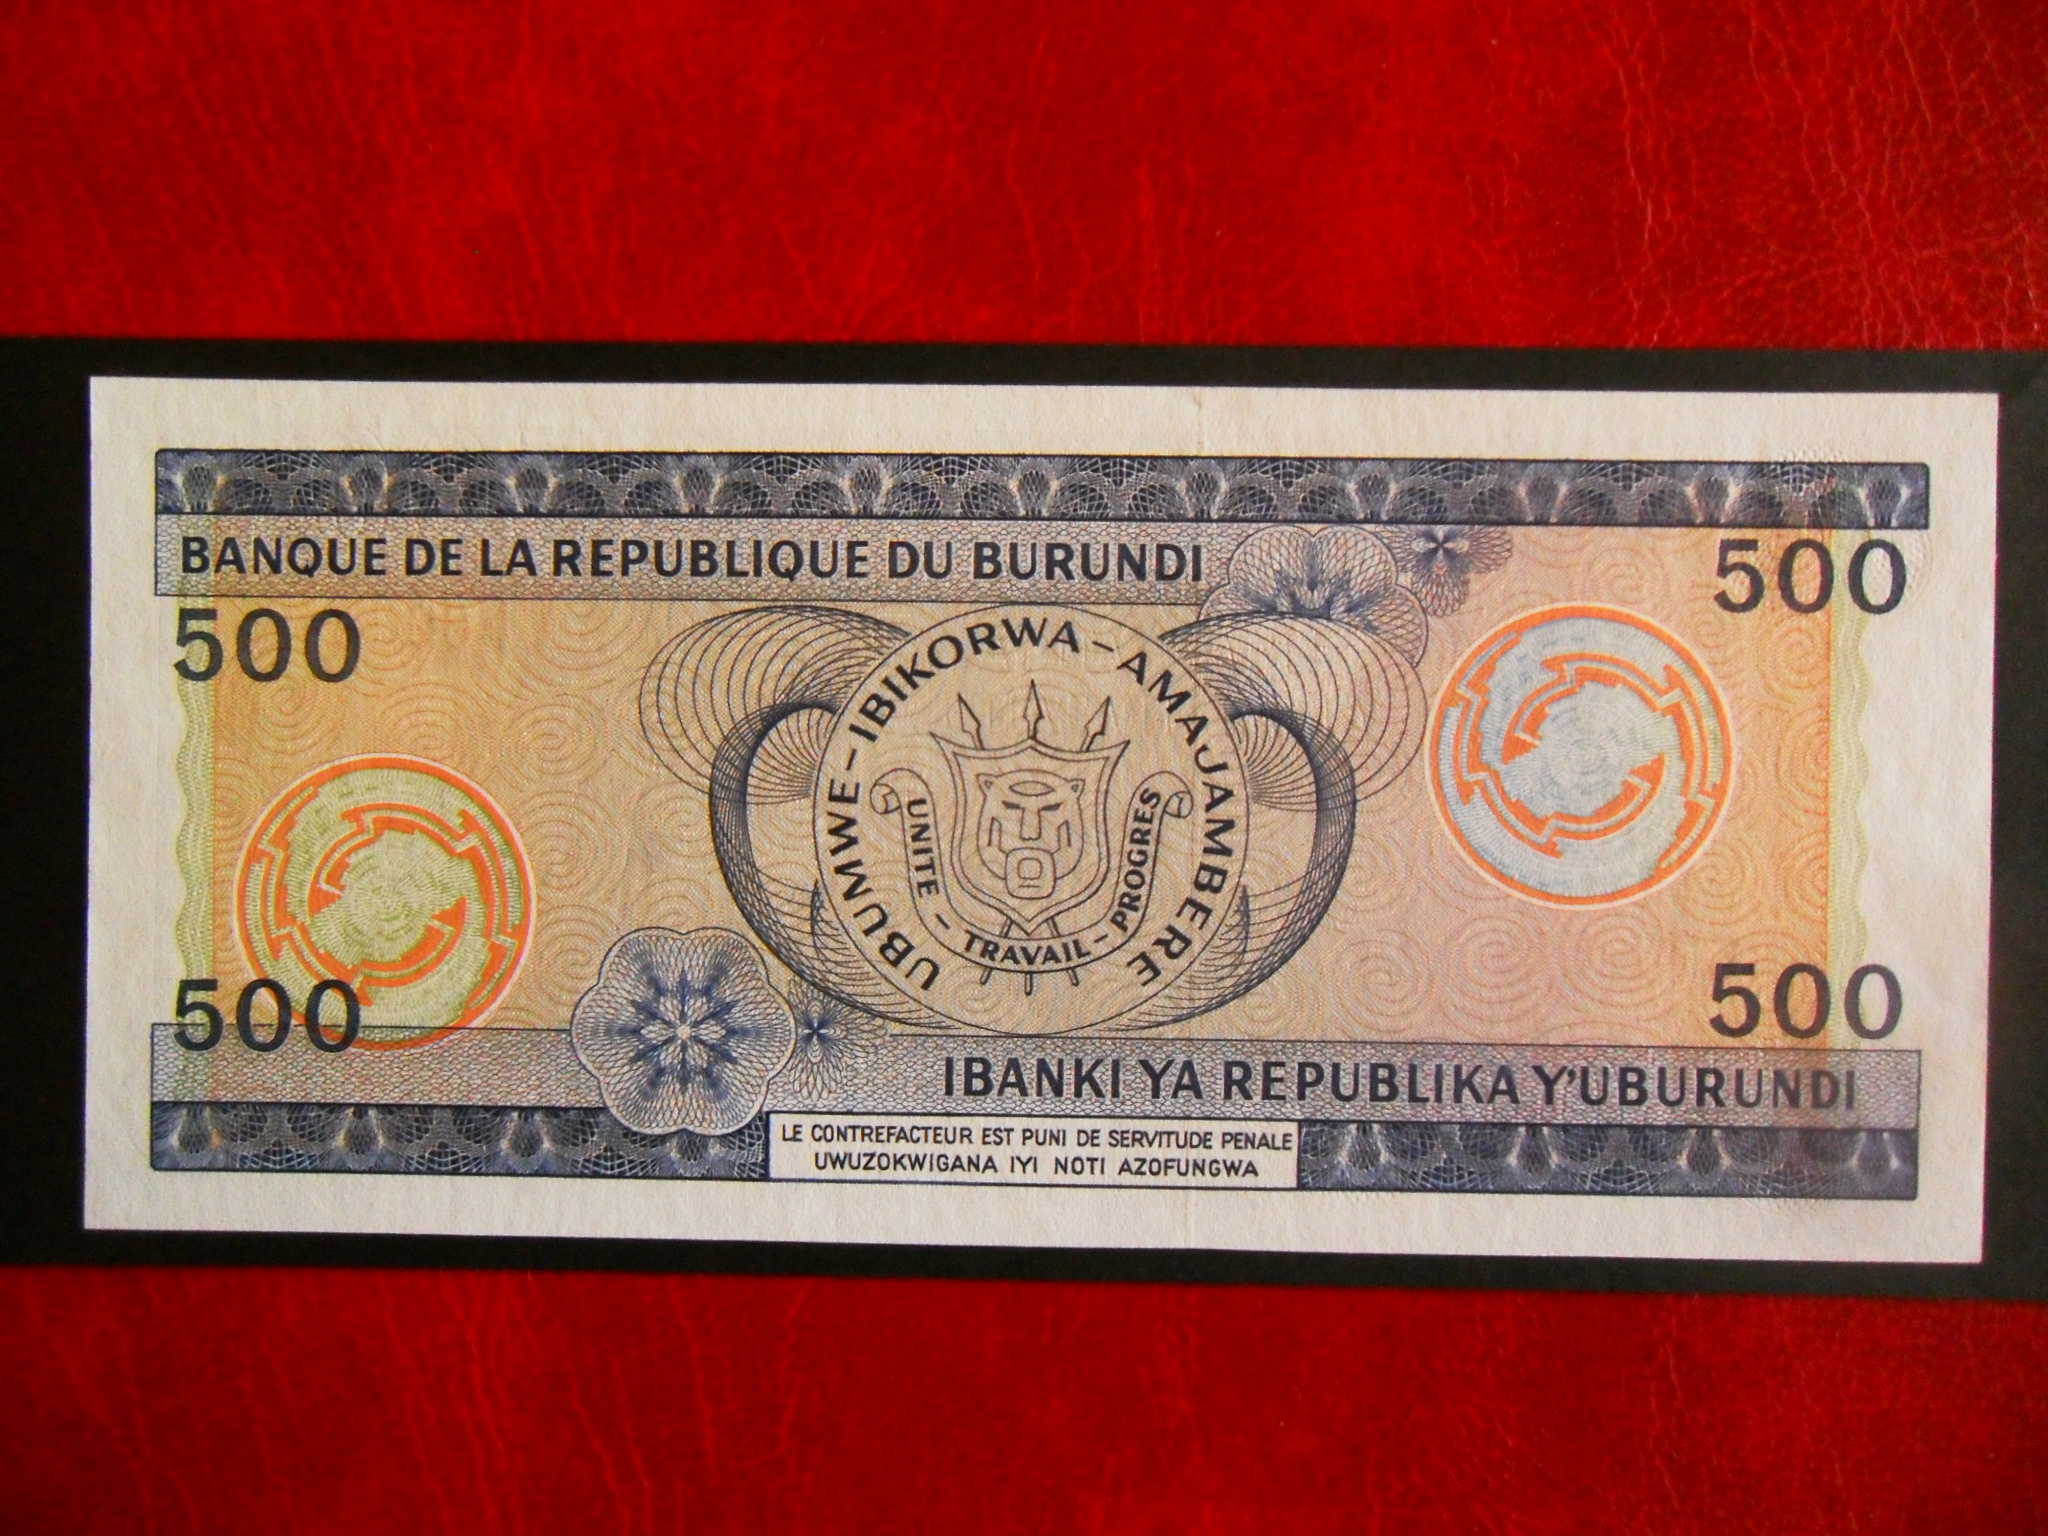 BANQUE DE LA REPUBLIQUE DU BURUNDI
500
500
UBUMWE-IBIKORWA-AMAJAMBERE
UNITE - TRAVAIL - PROGRES
500
500
IBANKI YA REPUBLIKA Y'UBURUNDI
LE CONTREFACTEUR EST PUNI DE SERVITUDE PENALE
UWUZOKWIGANA IYI NOTI AZOFUNGWA